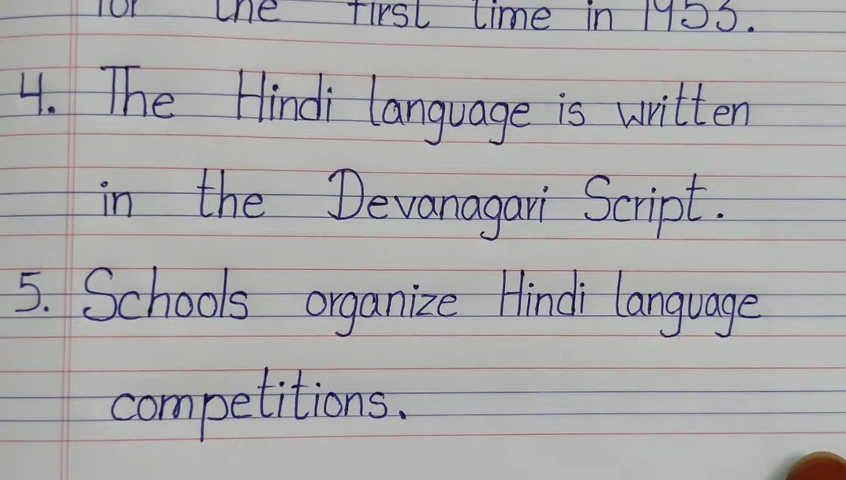 for the first time in 1953.
4. The Hindi language is written
in the Devanagari Script.
5. Schools organize Hindi language
competitions.